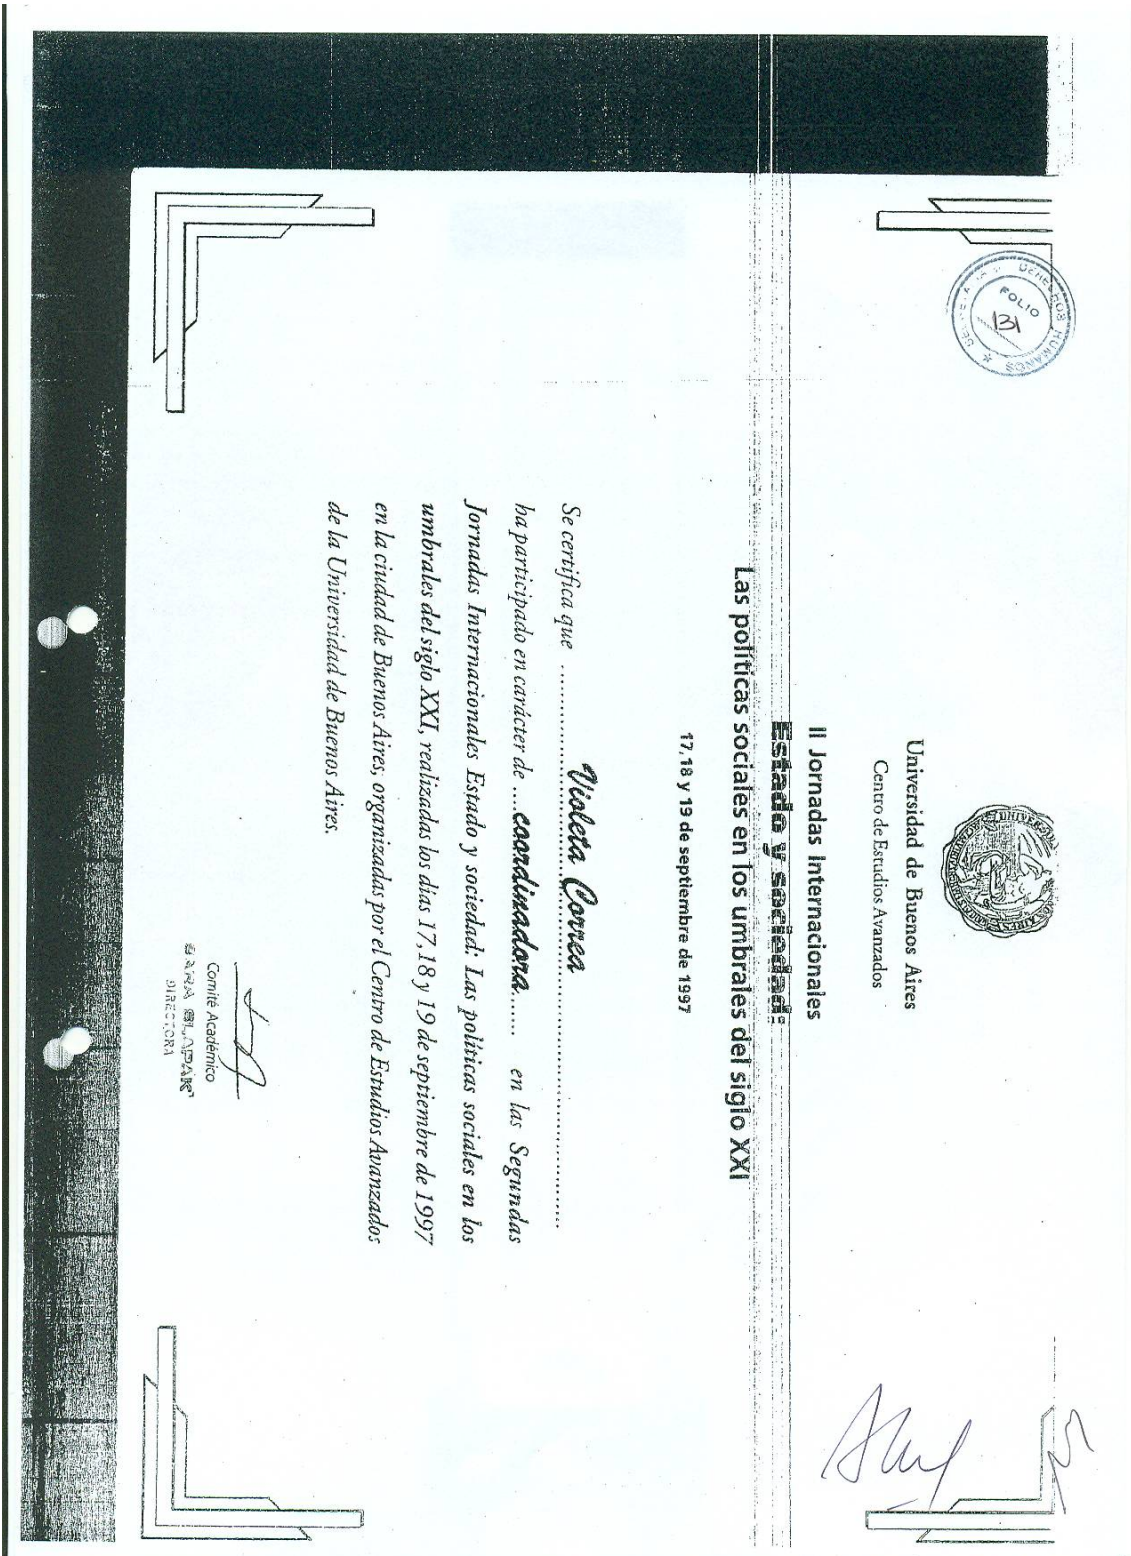 SECRETARIA DE DERECHOS HUMANOS
FOLIO
131
Universidad de Buenos Aires
Centro de Estudios Avanzados
II Jornadas Internacionales
Estado y sociedad:
Las políticas sociales en los umbrales del siglo XXI
17, 18 y 19 de septiembre de 1997
Se certifica que ........Violeta Correa........
ha participado en carácter de ....coordinadora...... en las Segundas
Jornadas Internacionales Estado y sociedad: Las políticas sociales en los
umbrales del siglo XXI, realizadas los días 17, 18 y 19 de septiembre de 1997
en la ciudad de Buenos Aires, organizadas por el Centro de Estudios Avanzados
de la Universidad de Buenos Aires.
Comité Académico
SARA SLAPAK
DIRECTORA